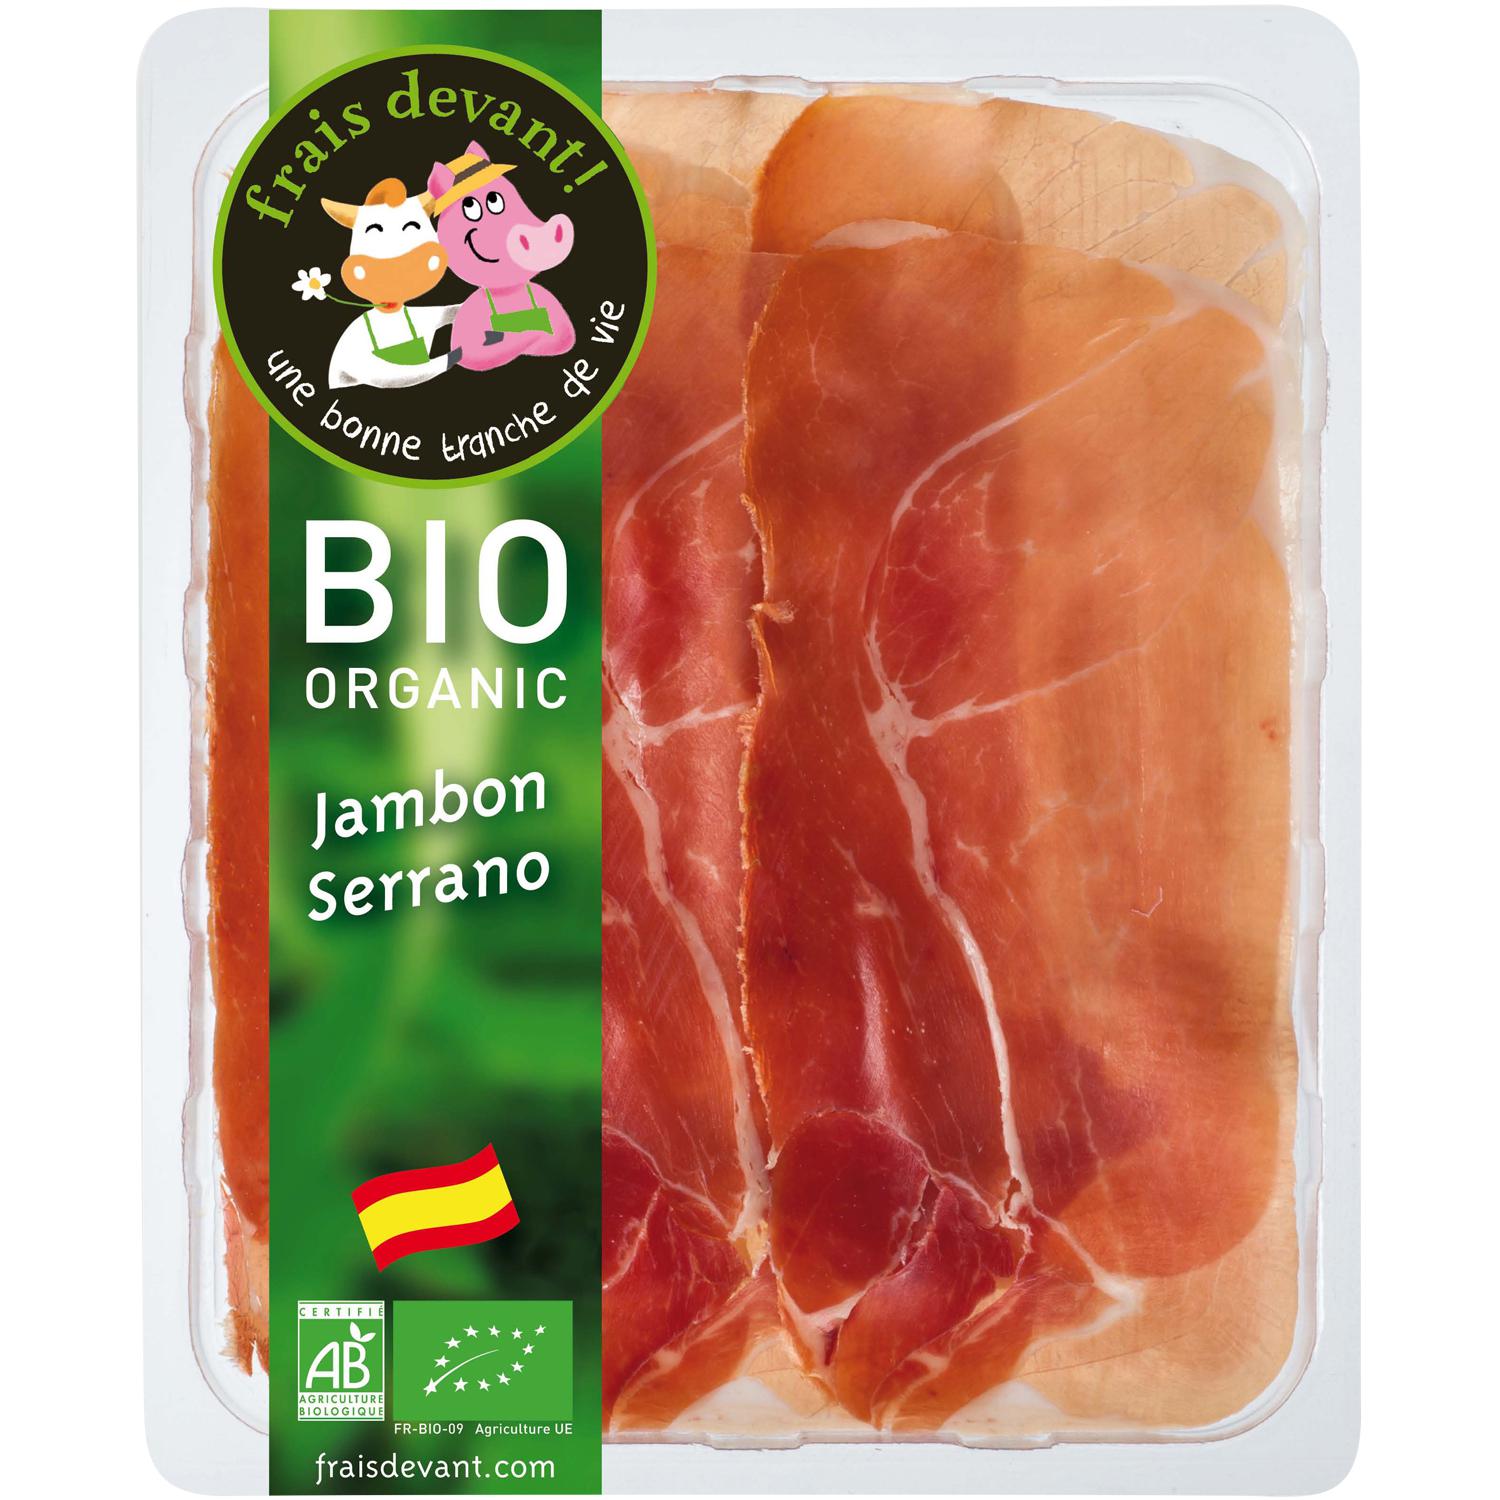 frais devant!
une bonne tranche de vie
BIO
ORGANIC
Jambon
Serrano
CERTIFIÉ
AB
AGRICULTURE
BIOLOGIQUE
FR-BIO-09 Agriculture UE
fraisdevant.com